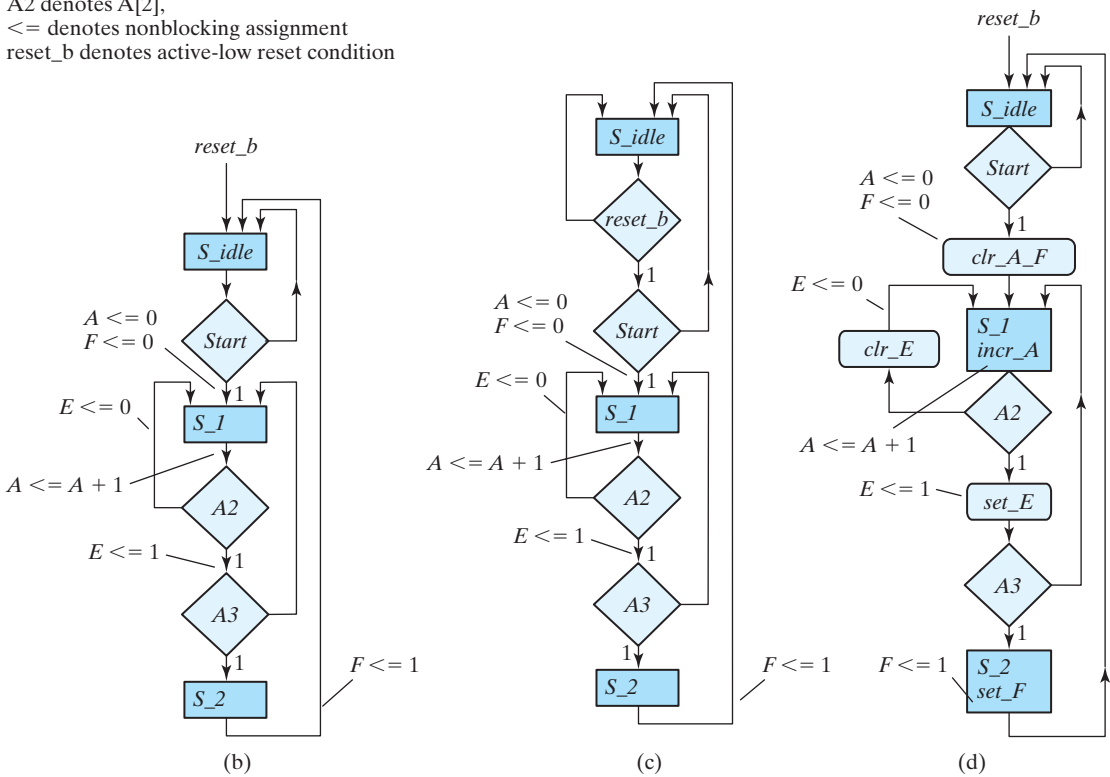 A2 denotes A[2],
<= denotes nonblocking assignment
reset_b denotes active-low reset condition
reset_b
S_idle
Start
A <= 0
F <= 0
1
E <= 0
S_1
A <= A + 1
A2
E <= 1
1
A3
1
S_2
F <= 1
(b)
S_idle
reset_b
1
A <= 0
F <= 0
Start
1
E <= 0
S_1
A <= A + 1
A2
E <= 1
1
A3
1
S_2
F <= 1
(c)
reset_b
S_idle
Start
A <= 0
F <= 0
1
clr_A_F
E <= 0
S_1
incr_A
clr_E
A2
A <= A + 1
1
E <= 1
set_E
A3
1
F <= 1
S_2
set_F
(d)